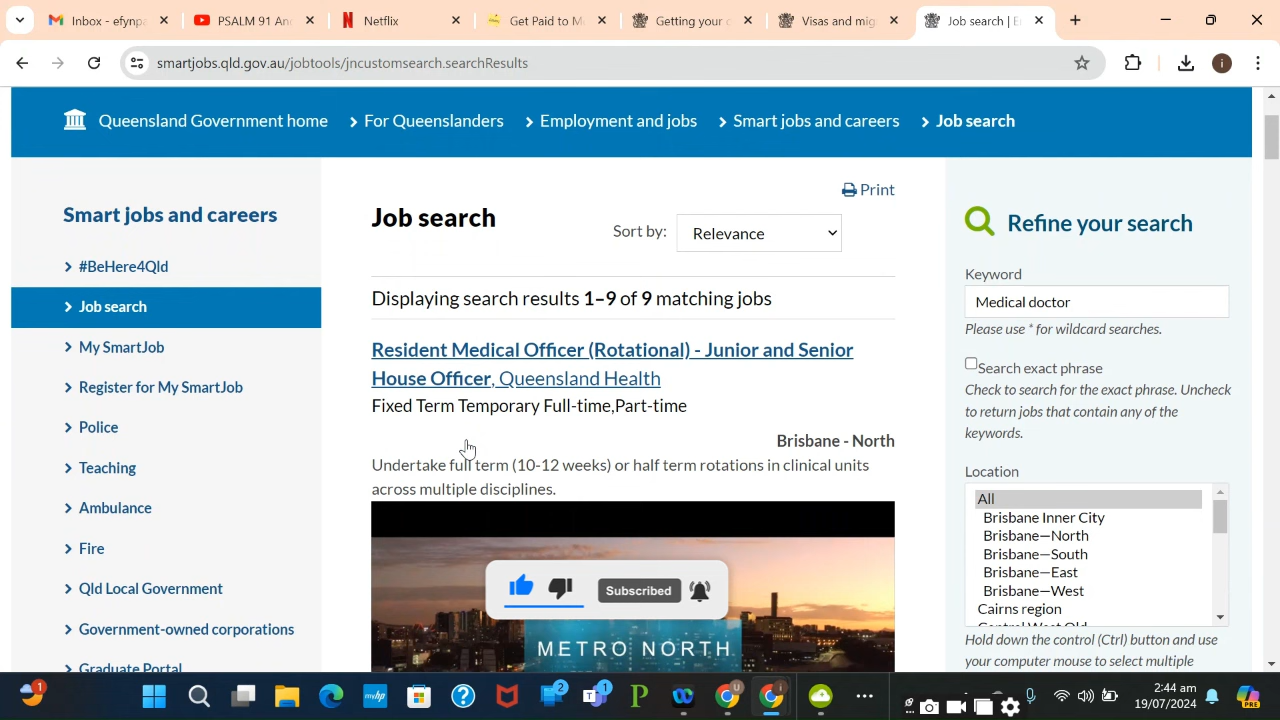 Inbox - efynpa
PSALM 91 An
Netflix
Get Paid to M
Getting your c
Visas and mig
Job search | E
smartjobs.qld.gov.au/jobtools/jncustomsearch.searchResults
i
Queensland Government home
For Queenslanders
Employment and jobs
Smart jobs and careers
Job search
Smart jobs and careers
#BeHere4Qld
Job search
My SmartJob
Register for My SmartJob
Police
Teaching
Ambulance
Fire
Qld Local Government
Government-owned corporations
Graduate Portal
Print
Job search
Sort by:
Relevance
Displaying search results 1–9 of 9 matching jobs
Resident Medical Officer (Rotational) - Junior and Senior
House Officer, Queensland Health
Fixed Term Temporary Full-time,Part-time
Brisbane - North
Undertake full term (10-12 weeks) or half term rotations in clinical units
across multiple disciplines.
Subscribed
METRO NORTH
Refine your search
Keyword
Medical doctor
Please use * for wildcard searches.
Search exact phrase
Check to search for the exact phrase. Uncheck
to return jobs that contain any of the
keywords.
Location
All
Brisbane Inner City
Brisbane—North
Brisbane—South
Brisbane—East
Brisbane—West
Cairns region
Central West Qld
Hold down the control (Ctrl) button and use
your computer mouse to select multiple
1
myhp
2
1
U
i
2:44 am
19/07/2024
PRE